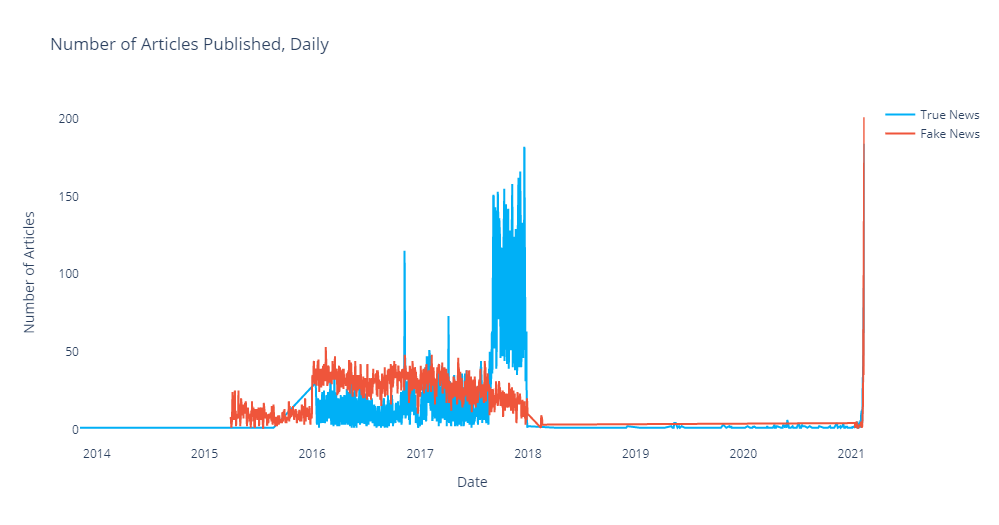 Number of Articles Published, Daily
True News
Fake News
200
150
100
50
0
Number of Articles
2014 2015 2016 2017 2018 2019 2020 2021
Date